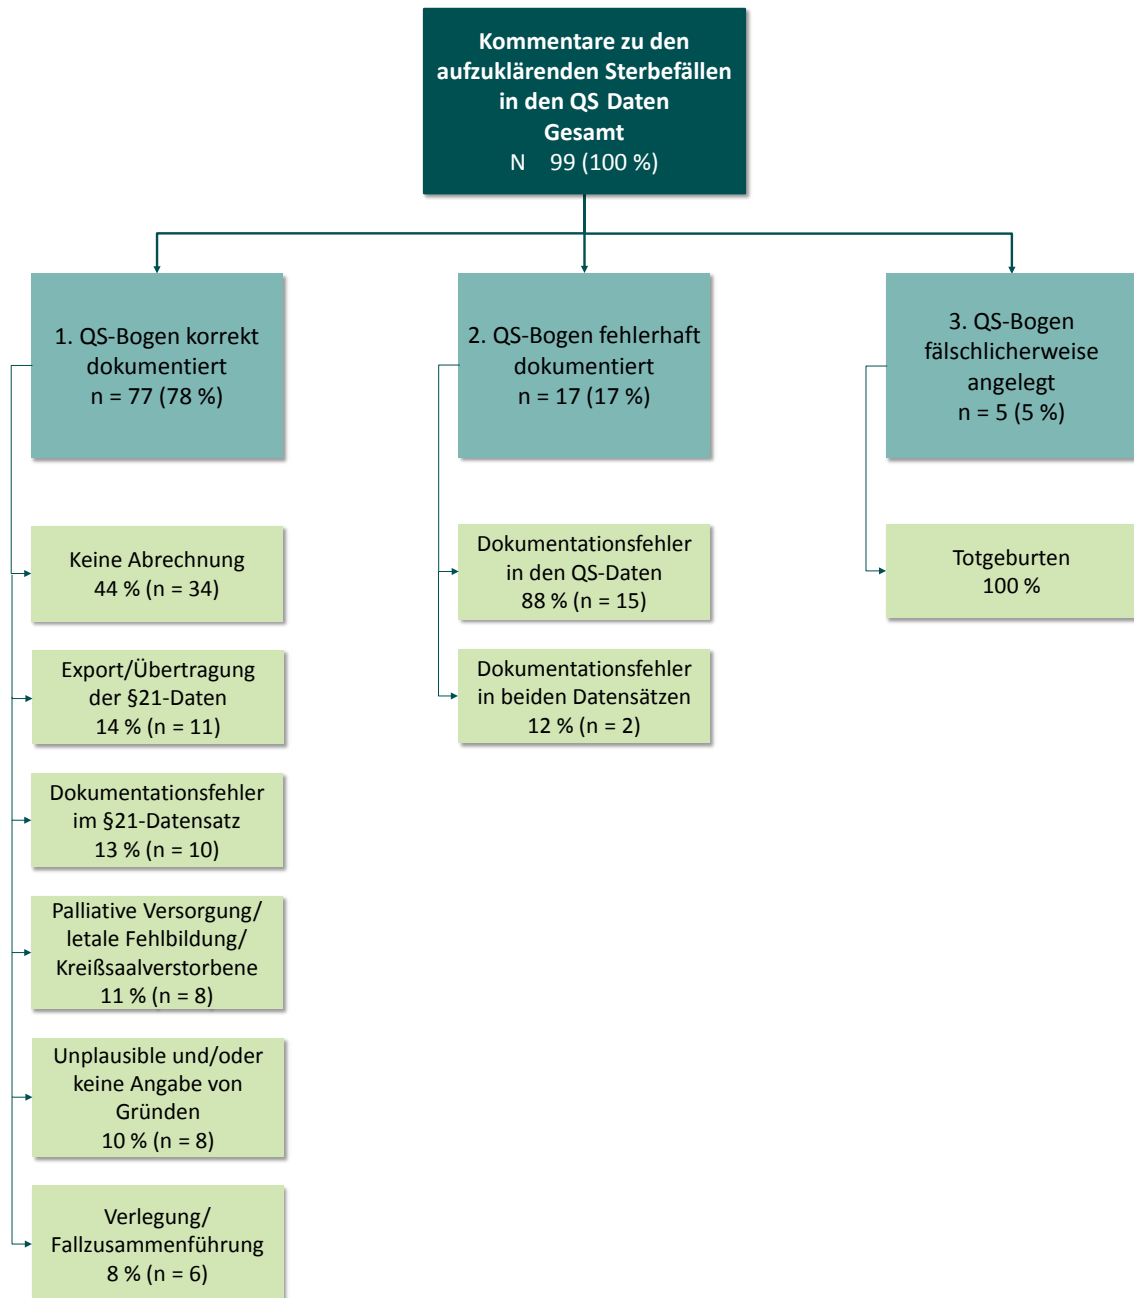 Kommentare zu den
aufzuklärenden Sterbefällen
in den QS Daten
Gesamt
N 99 (100 %)
1. QS-Bogen korrekt
dokumentiert
n = 77 (78 %)
2. QS-Bogen fehlerhaft
dokumentiert
n = 17 (17 %)
3. QS-Bogen
fälschlicherweise
angelegt
n = 5 (5 %)
Keine Abrechnung
44 % (n = 34)
Export/Übertragung
der §21-Daten
14 % (n = 11)
Dokumentationsfehler
im §21-Datensatz
13 % (n = 10)
Palliative Versorgung/
letale Fehlbildung/
Kreißsaalverstorbene
11 % (n = 8)
Unplausible und/oder
keine Angabe von
Gründen
10 % (n = 8)
Verlegung/
Fallzusammenführung
8 % (n = 6)
Dokumentationsfehler
in den QS-Daten
88 % (n = 15)
Dokumentationsfehler
in beiden Datensätzen
12 % (n = 2)
Totgeburten
100 %